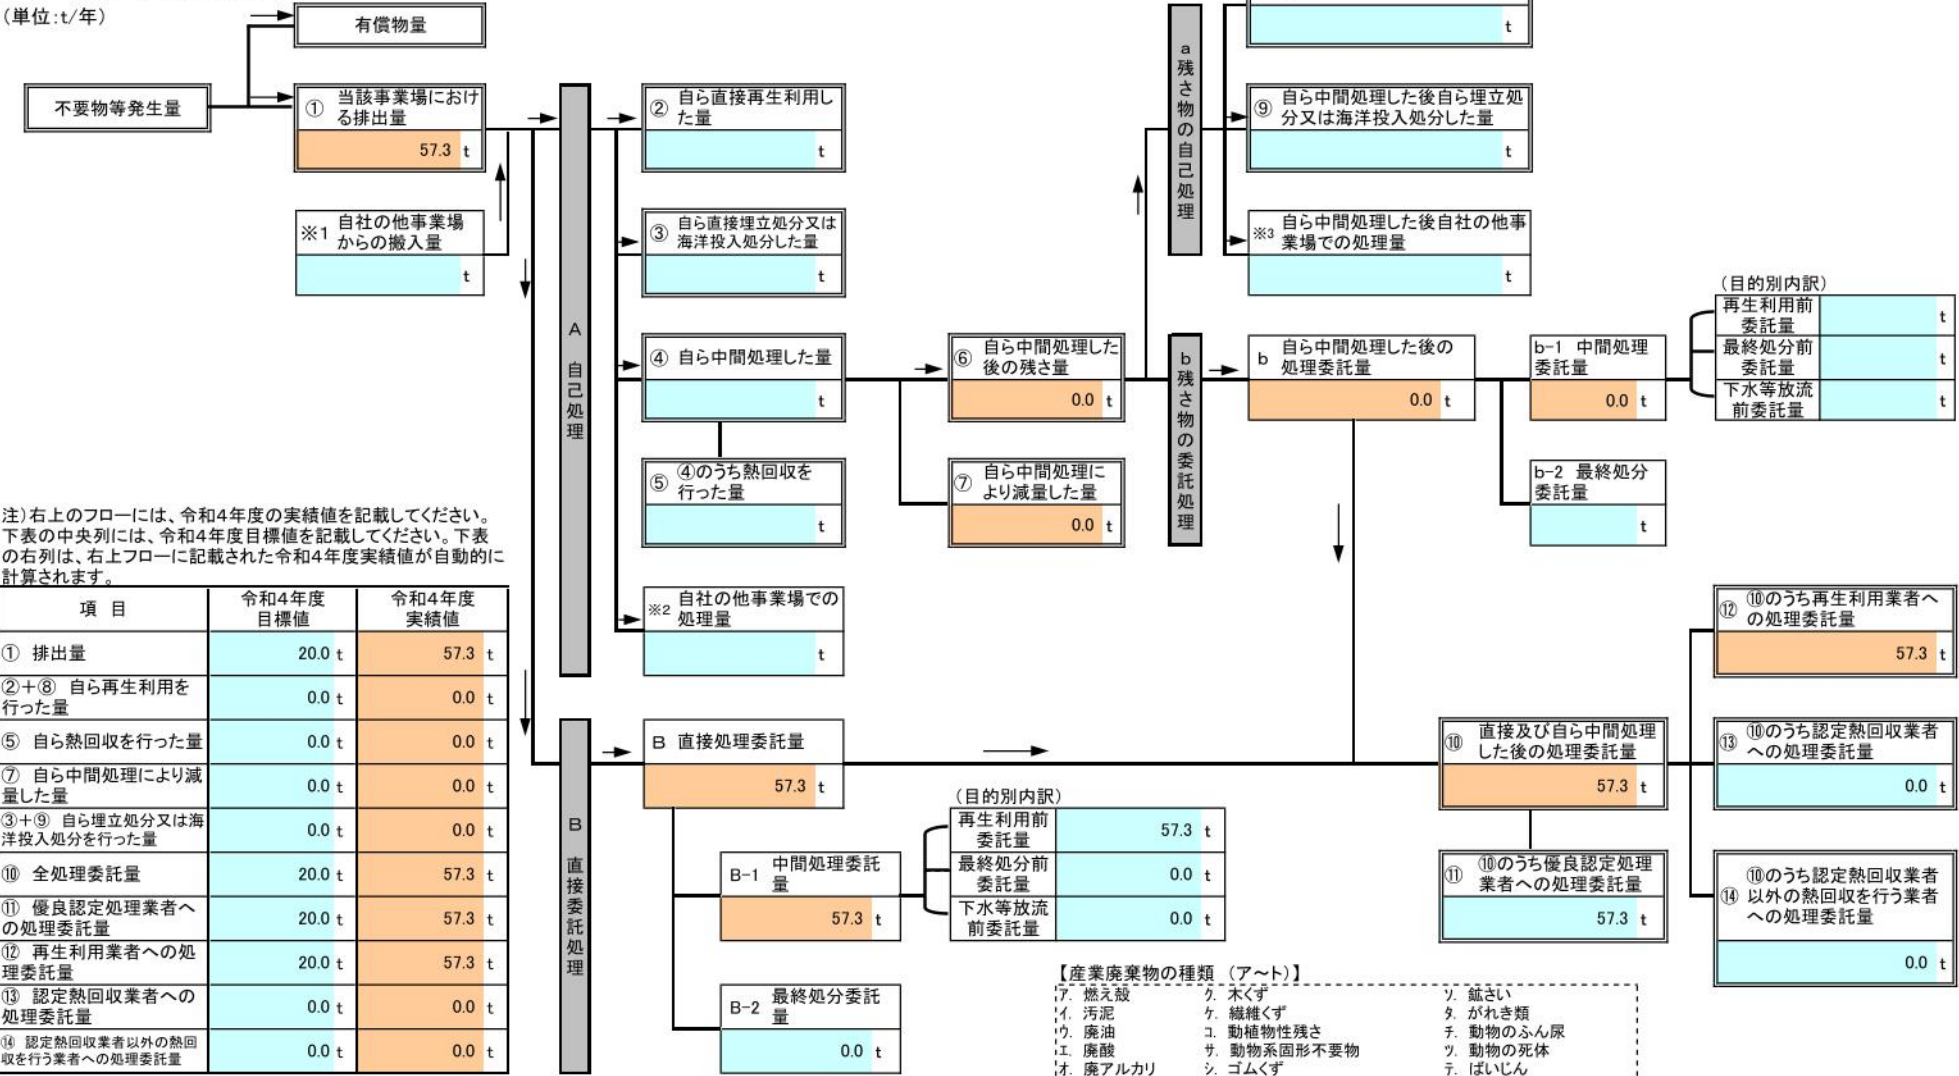 (単位:t/年)
有償物量
不要物等発生量
① 当該事業場におけ
る排出量
57.3 t
※1 自社の他事業場
からの搬入量
t
A 自己処理
② 自ら直接再生利用し
た量
t
③ 自ら直接埋立処分又は
海洋投入処分した量
t
④ 自ら中間処理した量
t
⑤ ④のうち熱回収を
行った量
t
※2 自社の他事業場での
処理量
t
⑥ 自ら中間処理した
後の残さ量
0.0 t
⑦ 自ら中間処理に
より減量した量
0.0 t
a 残さ物の自己処理
t
⑨ 自ら中間処理した後自ら埋立処
分又は海洋投入処分した量
t
※3 自ら中間処理した後自社の他事
業場での処理量
t
b 残さ物の委託処理
b 自ら中間処理した後の
処理委託量
0.0 t
b-1 中間処理
委託量
0.0 t
b-2 最終処分
委託量
t
(目的別内訳)
再生利用前
委託量
t
最終処分前
委託量
t
下水等放流
前委託量
t
注)右上のフローには、令和4年度の実績値を記載してください。
下表の中央列には、令和4年度目標値を記載してください。下表
の右列は、右上フローに記載された令和4年度実績値が自動的に
計算されます。
項 目 令和4年度 目標値 令和4年度 実績値
① 排出量 20.0 t 57.3 t
②+⑧ 自ら再生利用を
行った量 0.0 t 0.0 t
⑤ 自ら熱回収を行った量 0.0 t 0.0 t
⑦ 自ら中間処理により減
量した量 0.0 t 0.0 t
③+⑨ 自ら埋立処分又は海
洋投入処分を行った量 0.0 t 0.0 t
⑩ 全処理委託量 20.0 t 57.3 t
⑪ 優良認定処理業者へ
の処理委託量 20.0 t 57.3 t
⑫ 再生利用業者への処
理委託量 20.0 t 57.3 t
⑬ 認定熱回収業者への
処理委託量 0.0 t 0.0 t
⑭ 認定熱回収業者以外の熱回
収を行う業者への処理委託量 0.0 t 0.0 t
B 直接委託処理
B 直接処理委託量
57.3 t
B-1 中間処理委託
量
57.3 t
B-2 最終処分委託
量
0.0 t
(目的別内訳)
再生利用前
委託量
57.3 t
最終処分前
委託量
0.0 t
下水等放流
前委託量
0.0 t
⑩ 直接及び自ら中間処理
した後の処理委託量
57.3 t
⑪ ⑩のうち優良認定処理
業者への処理委託量
57.3 t
⑫ ⑩のうち再生利用業者へ
の処理委託量
57.3 t
⑬ ⑩のうち認定熱回収業者
への処理委託量
0.0 t
⑭ ⑩のうち認定熱回収業者
以外の熱回収を行う業者
への処理委託量
0.0 t
【産業廃棄物の種類 (ア~ト)】
ア. 燃え殻 ク. 木くず ソ. 鉱さい
イ. 汚泥 ケ. 繊維くず タ. がれき類
ウ. 廃油 コ. 動植物性残さ チ. 動物のふん尿
エ. 廃酸 サ. 動物系固形不要物 ツ. 動物の死体
オ. 廃アルカリ シ. ゴムくず テ. ばいじん